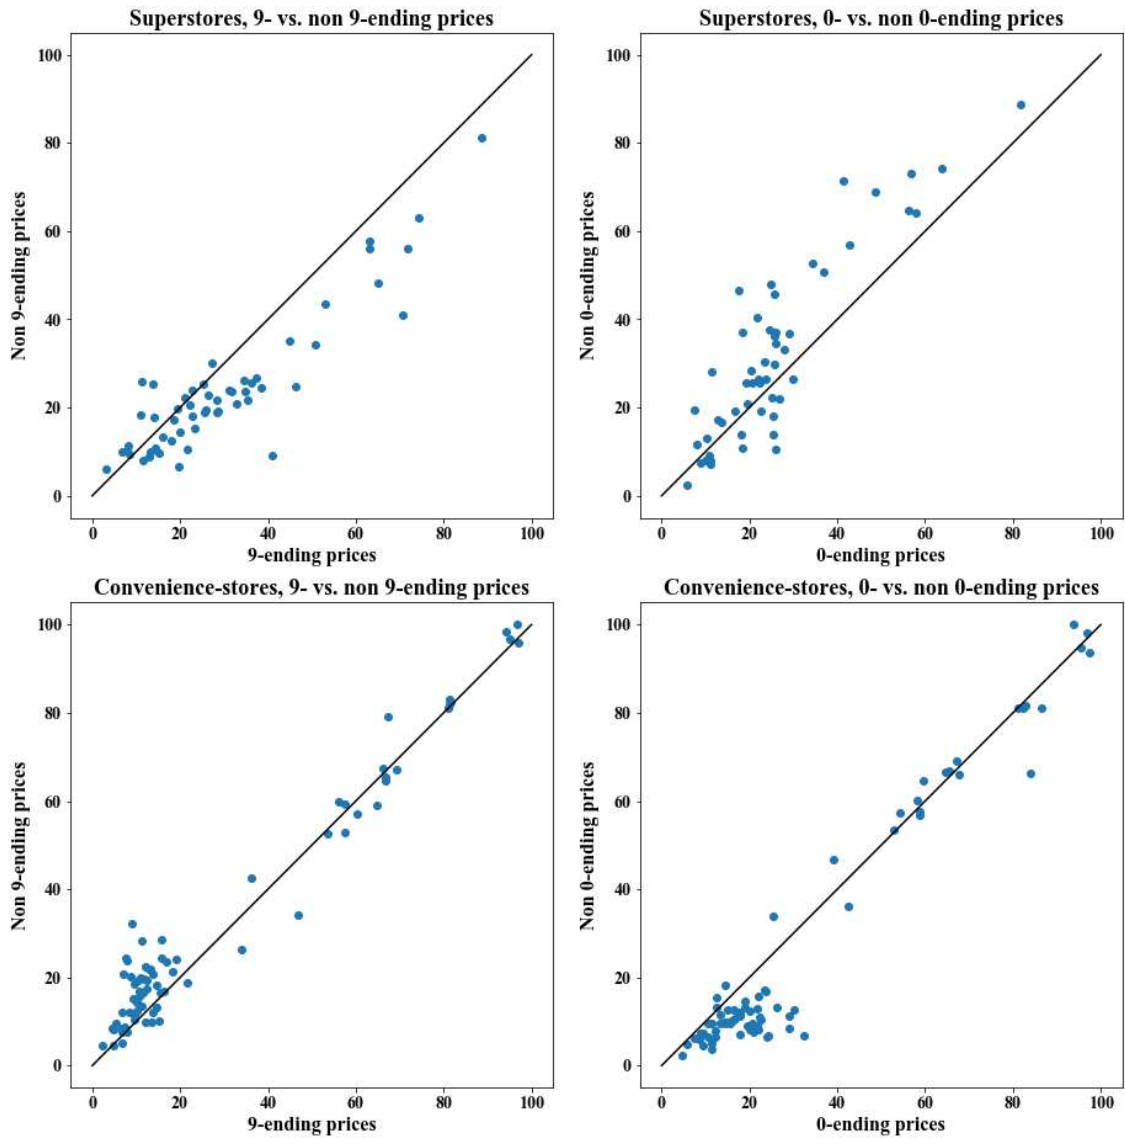 Superstores, 9- vs. non 9-ending prices
100
80
60
40
20
0
Non 9-ending prices
0 20 40 60 80 100
9-ending prices
Superstores, 0- vs. non 0-ending prices
100
80
60
40
20
0
Non 0-ending prices
0 20 40 60 80 100
0-ending prices
Convenience-stores, 9- vs. non 9-ending prices
100
80
60
40
20
0
Non 9-ending prices
0 20 40 60 80 100
9-ending prices
Convenience-stores, 0- vs. non 0-ending prices
100
80
60
40
20
0
Non 0-ending prices
0 20 40 60 80 100
0-ending prices